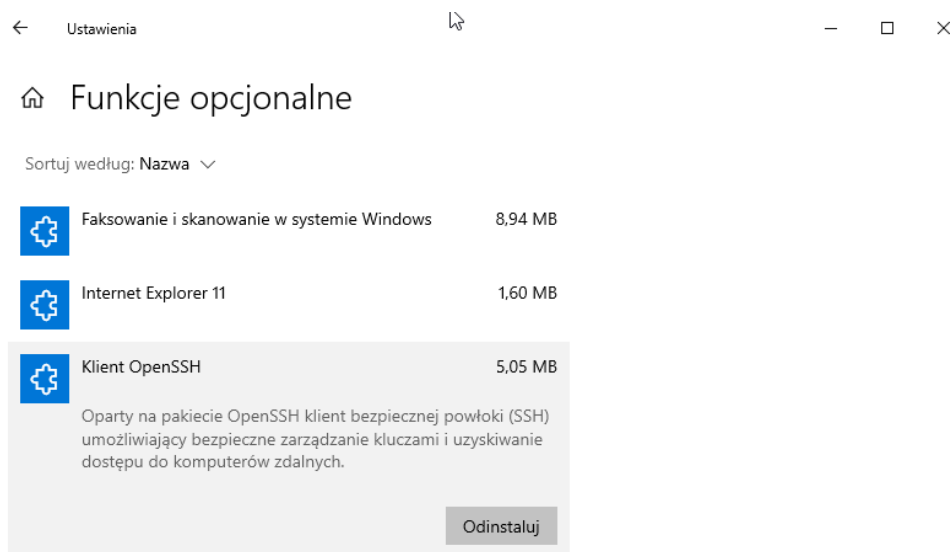 Ustawienia
Funkcje opcjonalne
Sortuj według: Nazwa
Faksowanie i skanowanie w systemie Windows 8,94 MB
Internet Explorer 11 1,60 MB
Klient OpenSSH 5,05 MB
Oparty na pakiecie OpenSSH klient bezpiecznej powłoki (SSH)
umożliwiający bezpieczne zarządzanie kluczami i uzyskiwanie
dostępu do komputerów zdalnych.
Odinstaluj